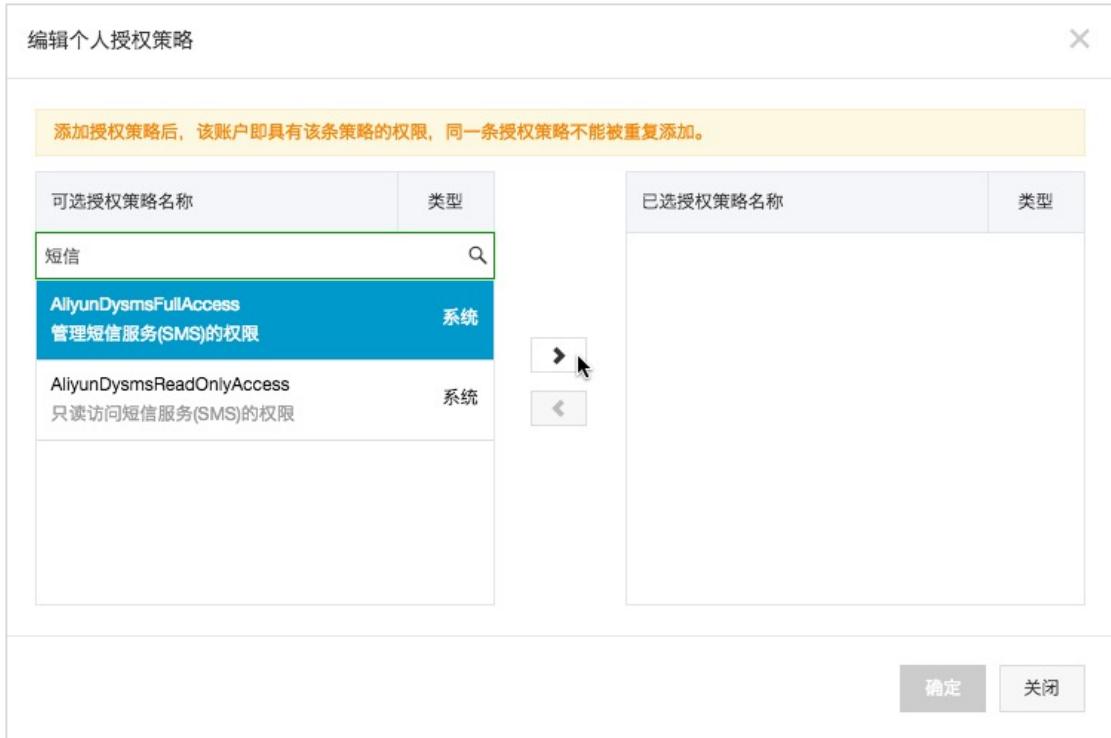 编辑个人授权策略
添加授权策略后，该账户即具有该条策略的权限，同一条授权策略不能被重复添加。
可选授权策略名称 类型
已选授权策略名称 类型
短信
AliyunDysmsFullAccess
管理短信服务(SMS)的权限
系统
AliyunDysmsReadOnlyAccess
只读访问短信服务(SMS)的权限
系统
确定 关闭